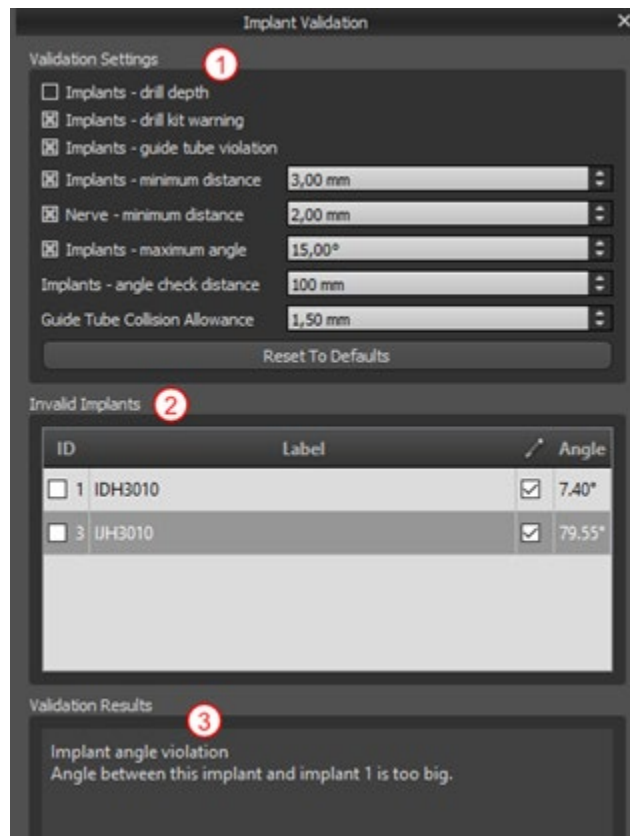 Implant Validation
Validation Settings
1
Implants - drill depth
Implants - drill kit warning
Implants - guide tube violation
Implants - minimum distance 3,00 mm
Nerve - minimum distance 2,00 mm
Implants - maximum angle 15,00°
Implants - angle check distance 100 mm
Guide Tube Collision Allowance 1,50 mm
Reset To Defaults
Invalid Implants 2
ID Label Angle
1 IDH3010 7.40°
3 IJH3010 79.55°
Validation Results
3
Implant angle violation
Angle between this implant and implant 1 is too big.